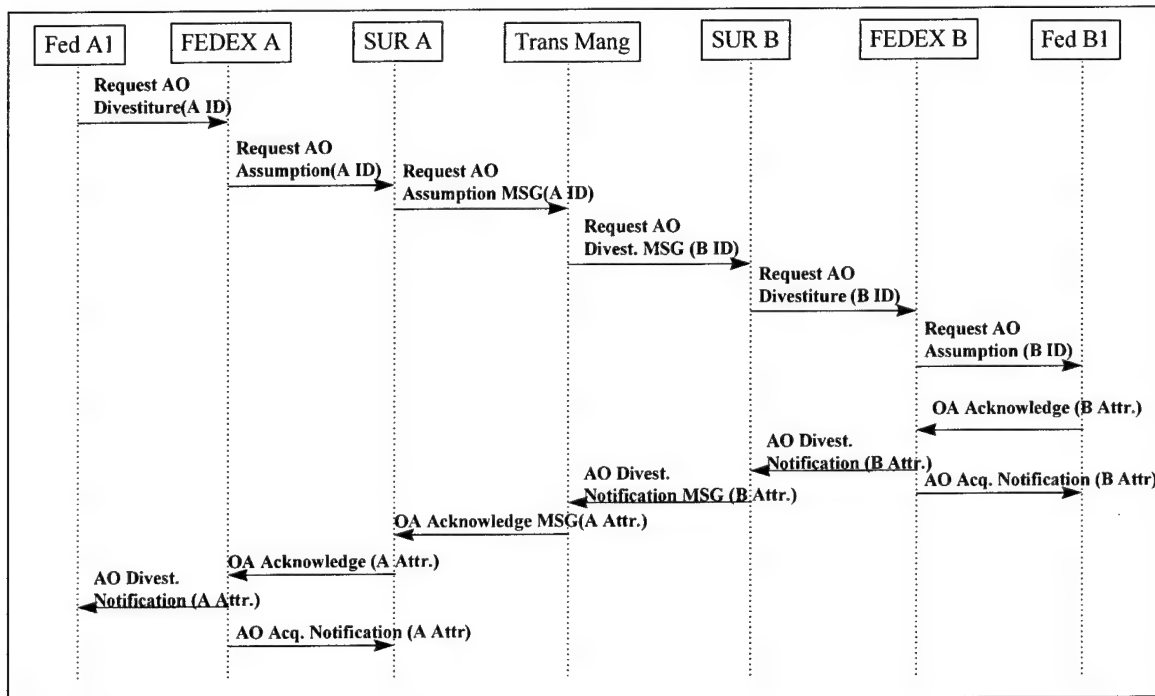 Fed A1
FEDEX A
SUR A
Trans Mang
SUR B
FEDEX B
Fed B1
Request AO
Divestiture(A ID)
Request AO
Assumption(A ID)
Request AO
Assumption MSG(A ID)
Request AO
Divest. MSG (B ID)
Request AO
Divestiture (B ID)
Request AO
Assumption (B ID)
OA Acknowledge (B Attr.)
AO Divest.
Notification (B Attr.)
AO Acq. Notification (B Attr)
AO Divest.
Notification MSG (B Attr.)
OA Acknowledge MSG(A Attr.)
OA Acknowledge (A Attr.)
AO Divest.
Notification (A Attr.)
AO Acq. Notification (A Attr)